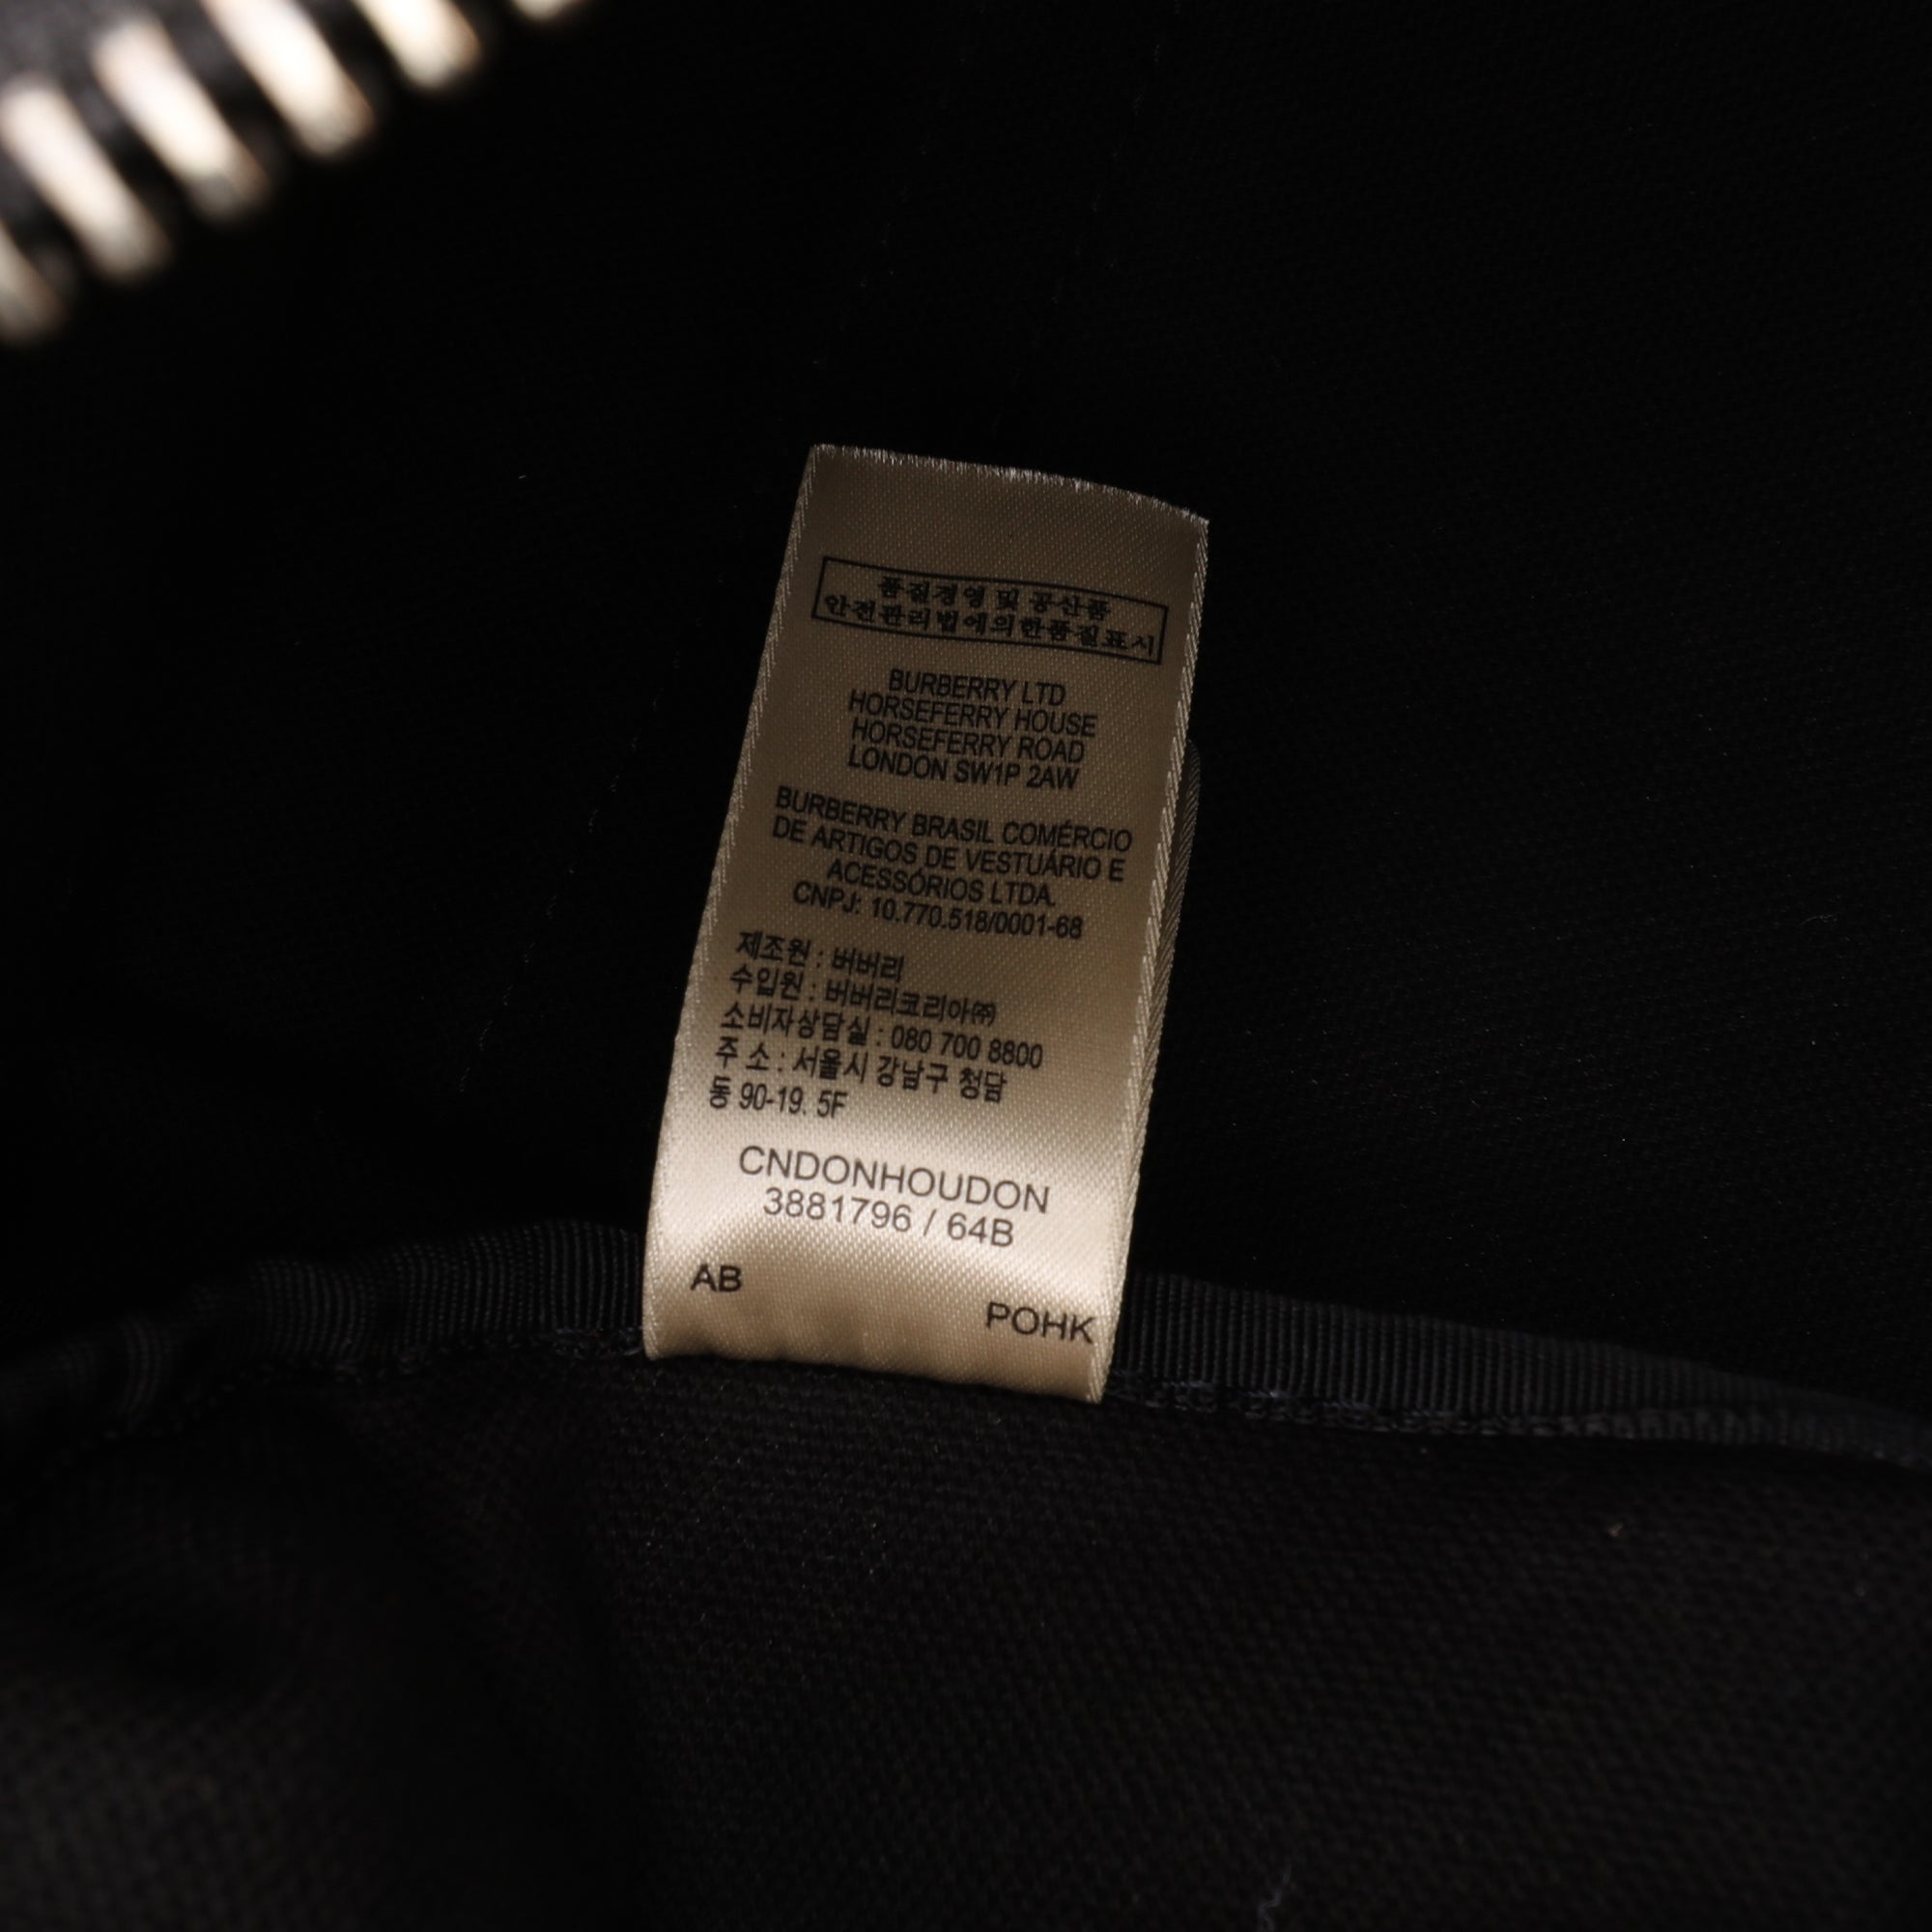 품질경영 및 공산품
안전관리법에의한품질표시
BURBERRY LTD
HORSEFERRY HOUSE
HORSEFERRY ROAD
LONDON SW1P 2AW
BURBERRY BRASIL COMÉRCIO
DE ARTIGOS DE VESTUÁRIO E
ACESSÓRIOS LTDA.
CNPJ: 10.770.518/0001-68
제조원 : 버버리
수입원 : 버버리코리아㈜
소비자상담실 : 080 700 8800
주 소 : 서울시 강남구 청담
동 90-19. 5F
CNDONHOUDON
3881796 / 64B
AB
POHK